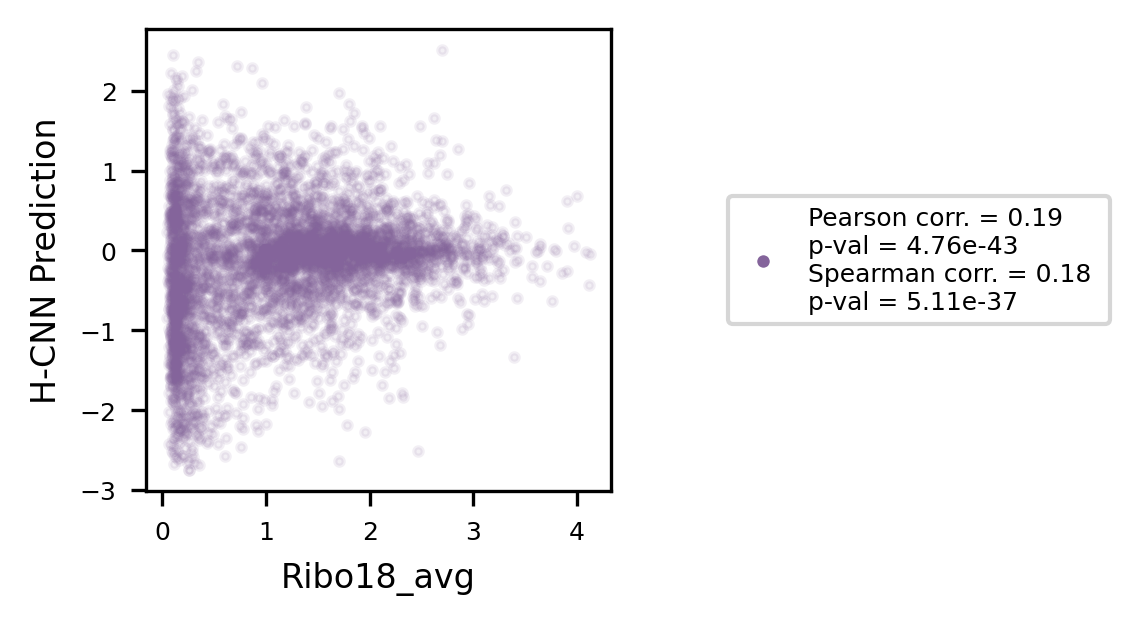 H-CNN Prediction
2
1
0
−1
−2
−3
0 1 2 3 4
Ribo18_avg
Pearson corr. = 0.19
p-val = 4.76e-43
Spearman corr. = 0.18
p-val = 5.11e-37